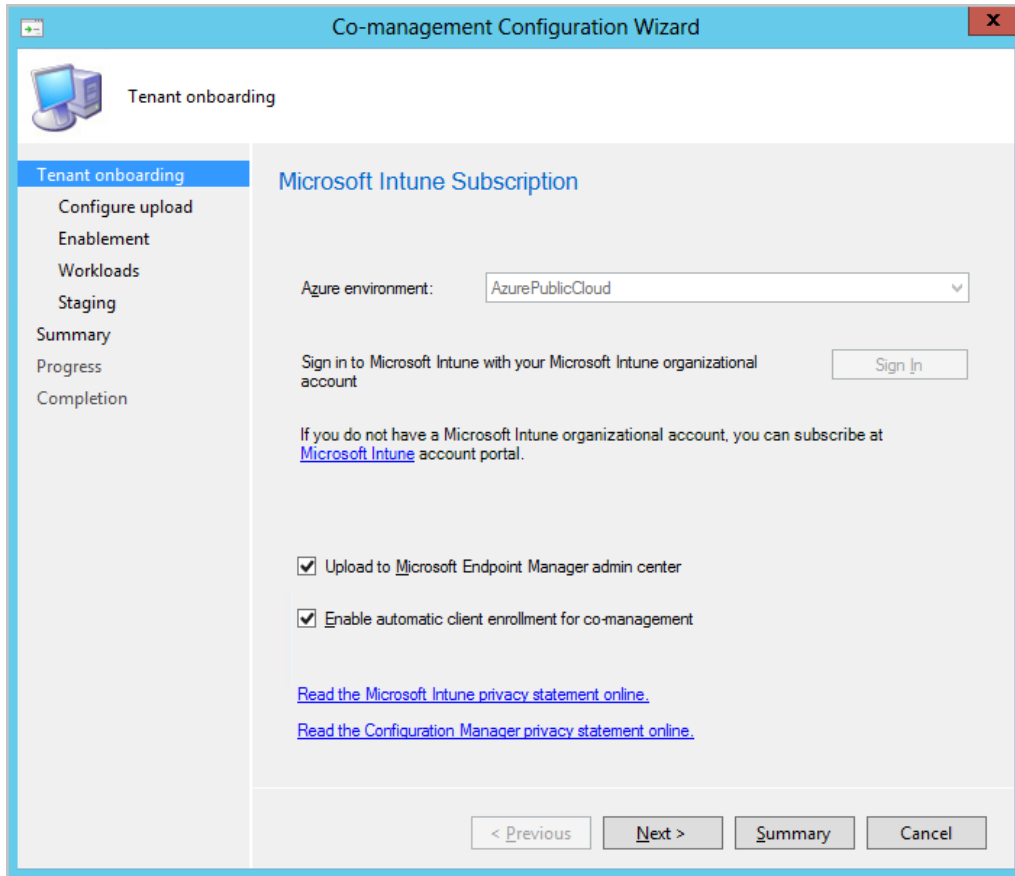 Co-management Configuration Wizard
x
Tenant onboarding
Tenant onboarding
Configure upload
Enablement
Workloads
Staging
Summary
Progress
Completion
Microsoft Intune Subscription
Azure environment:
AzurePublicCloud
Sign in to Microsoft Intune with your Microsoft Intune organizational
account
Sign In
If you do not have a Microsoft Intune organizational account, you can subscribe at
Microsoft Intune account portal.
Upload to Microsoft Endpoint Manager admin center
Enable automatic client enrollment for co-management
Read the Microsoft Intune privacy statement online.
Read the Configuration Manager privacy statement online.
< Previous
Next >
Summary
Cancel